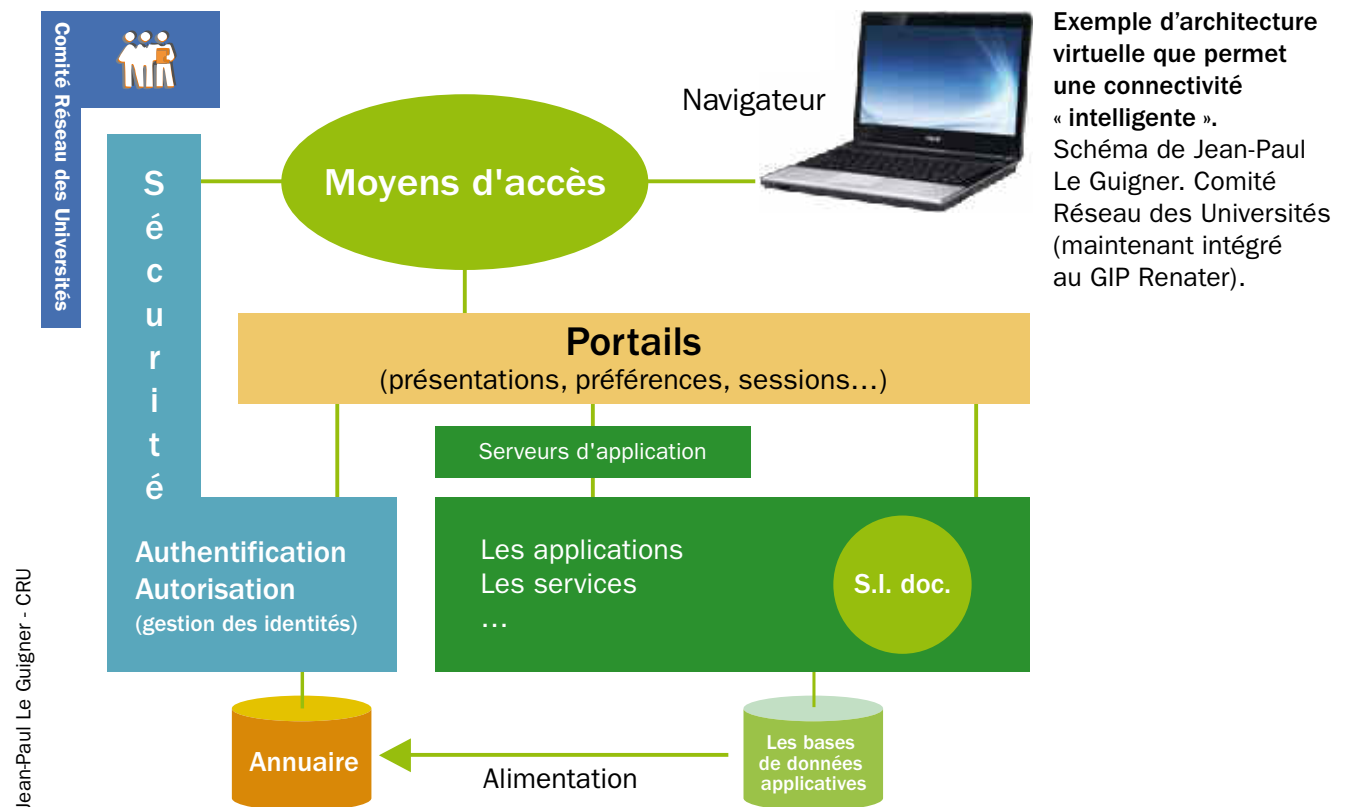 Comité Réseau des Universités
Navigateur
Exemple d’architecture
virtuelle que permet
une connectivité
« intelligente ».
Schéma de Jean-Paul
Le Guigner. Comité
Réseau des Universités
(maintenant intégré
au GIP Renater).
Moyens d'accès
Sécurité
Portails
(présentations, préférences, sessions…)
Serveurs d'application
Authentification
Autorisation
(gestion des identités)
Les applications
Les services
…
S.I. doc.
Annuaire
Alimentation
Les bases
de données
applicatives
Jean-Paul Le Guigner - CRU